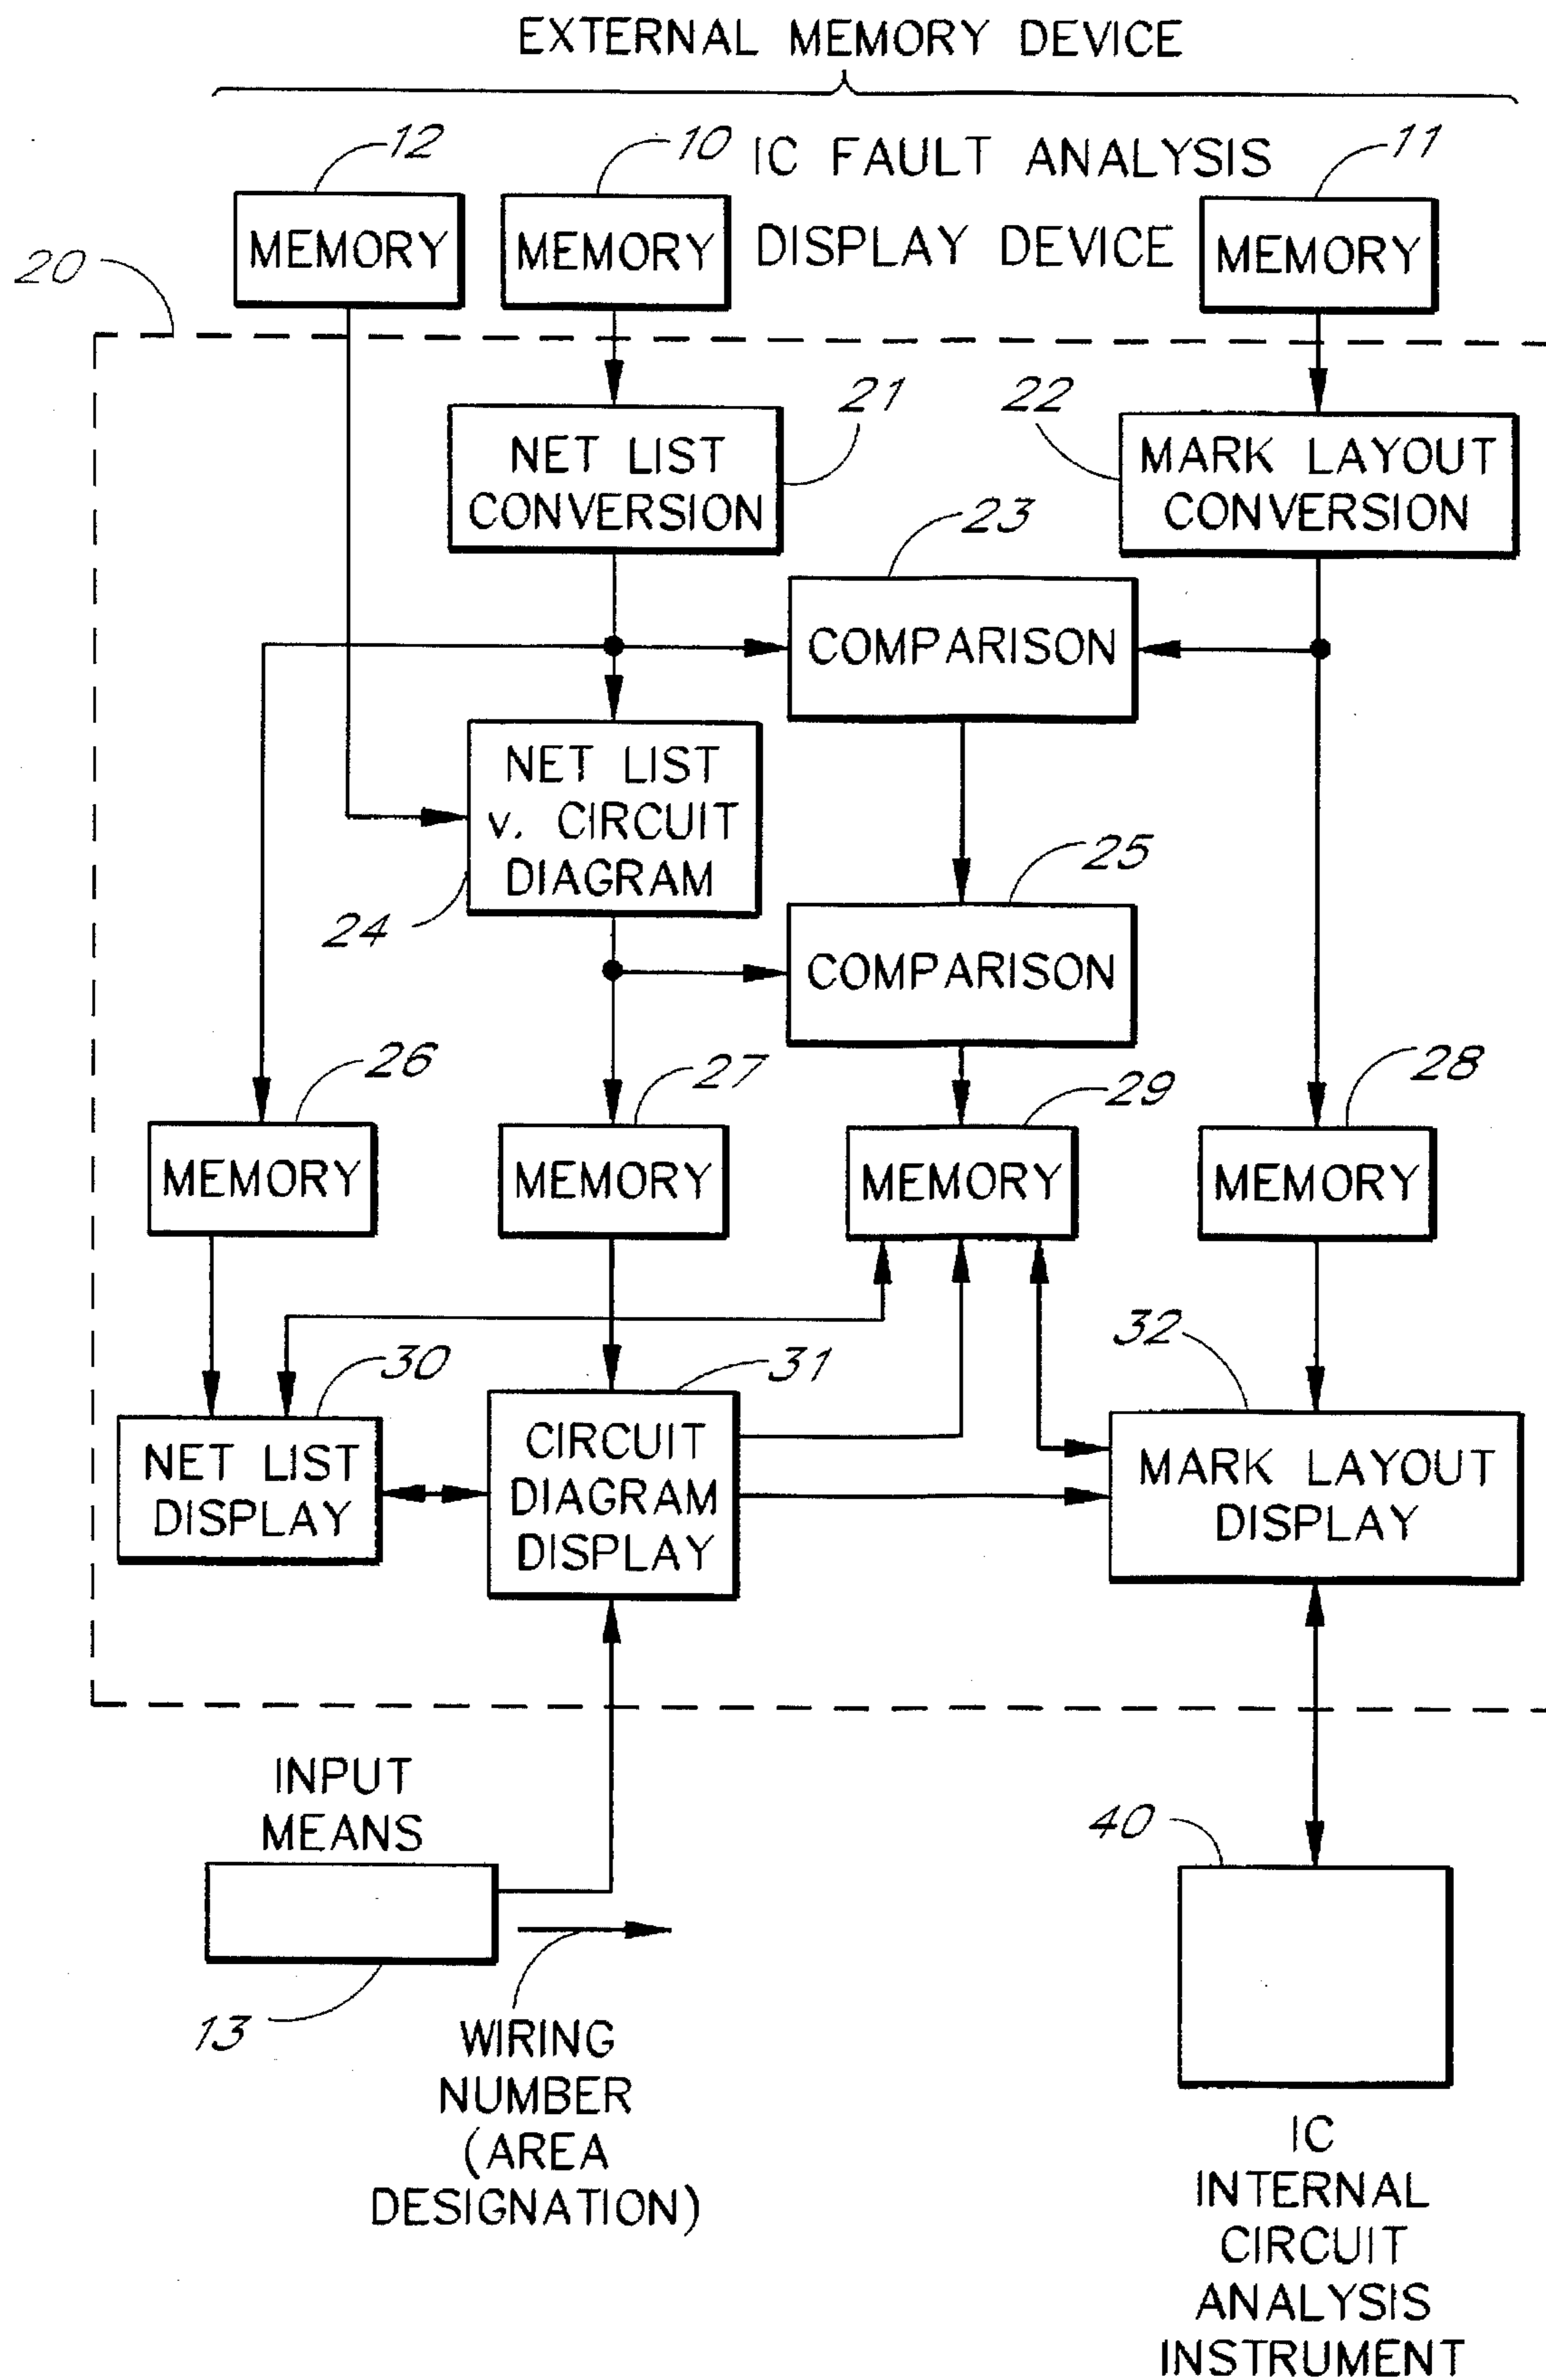 EXTERNAL MEMORY DEVICE
12
10
IC FAULT ANALYSIS
DISPLAY DEVICE
11
MEMORY
MEMORY
MEMORY
20
21
22
NET LIST
CONVERSION
MARK LAYOUT
CONVERSION
23
COMPARISON
NET LIST
v. CIRCUIT
DIAGRAM
24
25
COMPARISON
26
27
29
28
MEMORY
MEMORY
MEMORY
MEMORY
30
31
32
NET LIST
DISPLAY
CIRCUIT
DIAGRAM
DISPLAY
MARK LAYOUT
DISPLAY
INPUT
MEANS
13
WIRING
NUMBER
(AREA
DESIGNATION)
40
IC
INTERNAL
CIRCUIT
ANALYSIS
INSTRUMENT